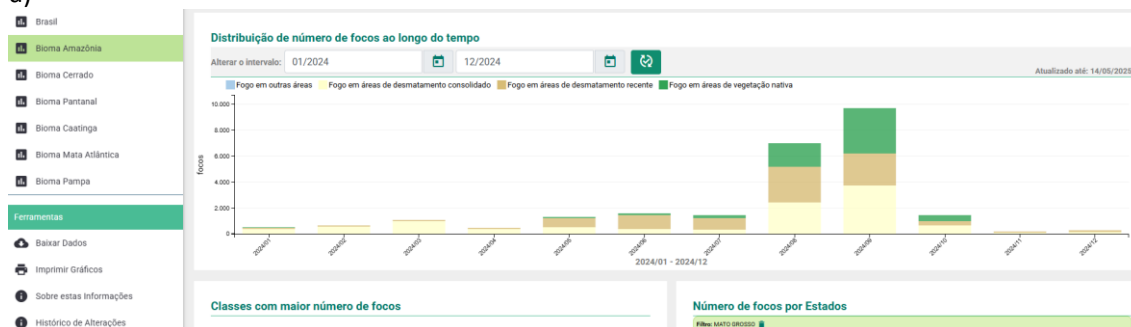 a)
Brasil
Bioma Amazônia
Bioma Cerrado
Bioma Pantanal
Bioma Caatinga
Bioma Mata Atlântica
Bioma Pampa
Ferramentas
Baixar Dados
Imprimir Gráficos
Sobre estas Informações
Histórico de Alterações
Distribuição de número de focos ao longo do tempo
Alterar o intervalo: 01/2024 12/2024
Atualizado até: 14/05/2025
Fogo em outras áreas Fogo em áreas de desmatamento consolidado Fogo em áreas de desmatamento recente Fogo em áreas de vegetação nativa
focos
10.000
8.000
6.000
4.000
2.000
0
2024/01 2024/02 2024/03 2024/04 2024/05 2024/06 2024/07 2024/08 2024/09 2024/10 2024/11 2024/12
2024/01 - 2024/12
Classes com maior número de focos
Número de focos por Estados
Filtro: MATO GROSSO